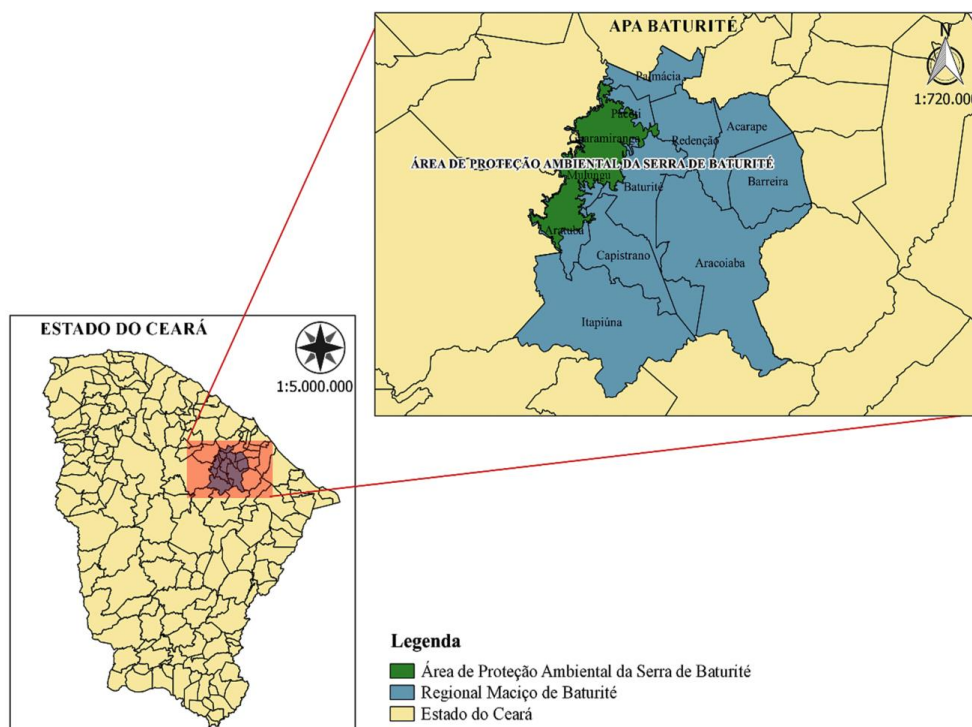 APA BATURITÉ
N
1:720.000
Palmácia
Pacoti
Acarape
Guaramiranga
Redenção
ÁREA DE PROTEÇÃO AMBIENTAL DA SERRA DE BATURITÉ
Mulungu
Baturité
Barreira
Aratuba
Capistrano
Aracoiaba
Itapiúna
ESTADO DO CEARÁ
1:5.000.000
Legenda
Área de Proteção Ambiental da Serra de Baturité
Regional Maciço de Baturité
Estado do Ceará